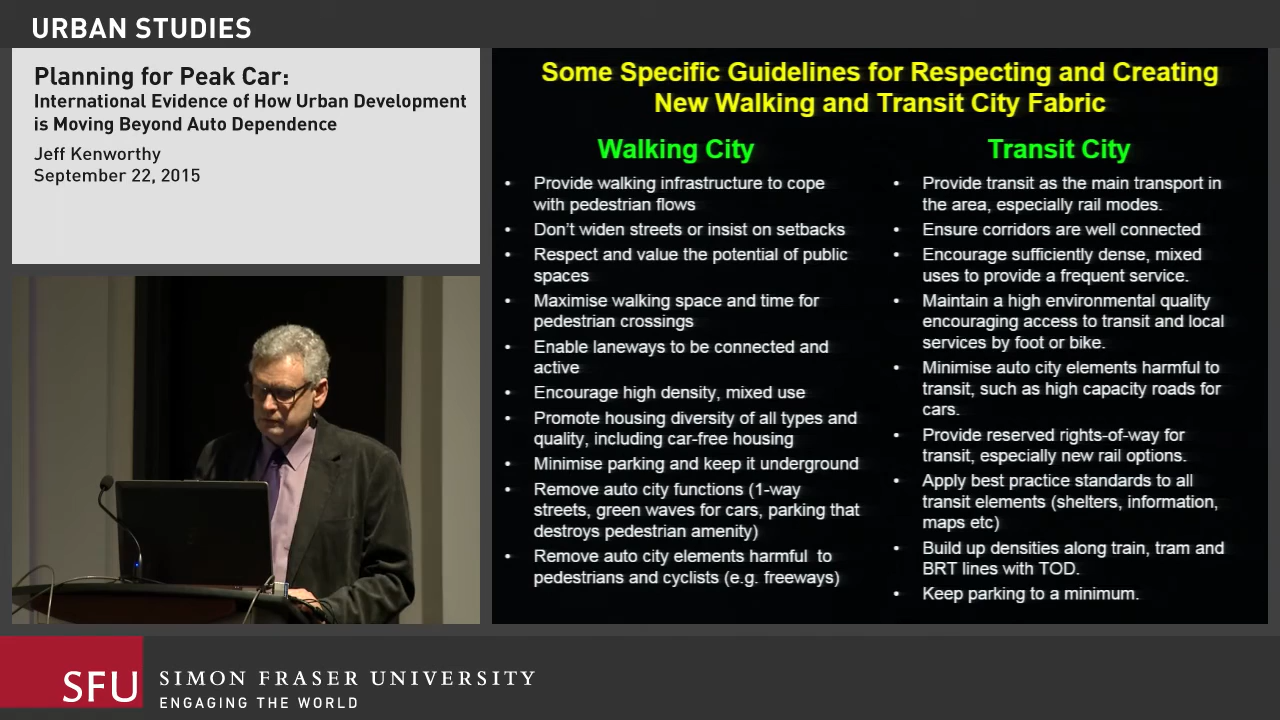 URBAN STUDIES
Planning for Peak Car:
International Evidence of How Urban Development
is Moving Beyond Auto Dependence
Jeff Kenworthy
September 22, 2015
Some Specific Guidelines for Respecting and Creating
New Walking and Transit City Fabric
Walking City
• Provide walking infrastructure to cope
with pedestrian flows
• Don't widen streets or insist on setbacks
• Respect and value the potential of public
spaces
• Maximise walking space and time for
pedestrian crossings
• Enable laneways to be connected and
active
• Encourage high density, mixed use
• Promote housing diversity of all types and
quality, including car-free housing
• Minimise parking and keep it underground
• Remove auto city functions (1-way
streets, green waves for cars, parking that
destroys pedestrian amenity)
• Remove auto city elements harmful to
pedestrians and cyclists (e.g. freeways)
Transit City
• Provide transit as the main transport in
the area, especially rail modes.
• Ensure corridors are well connected
• Encourage sufficiently dense, mixed
uses to provide a frequent service.
• Maintain a high environmental quality
encouraging access to transit and local
services by foot or bike.
• Minimise auto city elements harmful to
transit, such as high capacity roads for
cars.
• Provide reserved rights-of-way for
transit, especially new rail options.
• Apply best practice standards to all
transit elements (shelters, information,
maps etc)
• Build up densities along train, tram and
BRT lines with TOD.
• Keep parking to a minimum.
SFU
SIMON FRASER UNIVERSITY
ENGAGING THE WORLD